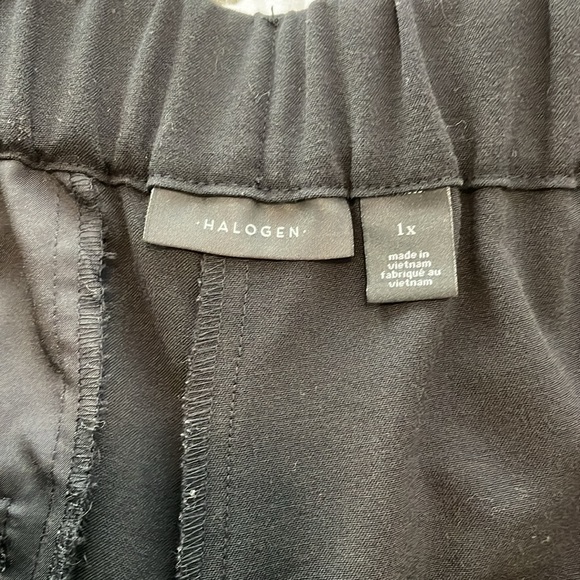 ·HALOGEN·
1x
made in
vietnam
fabriqué au
vietnam